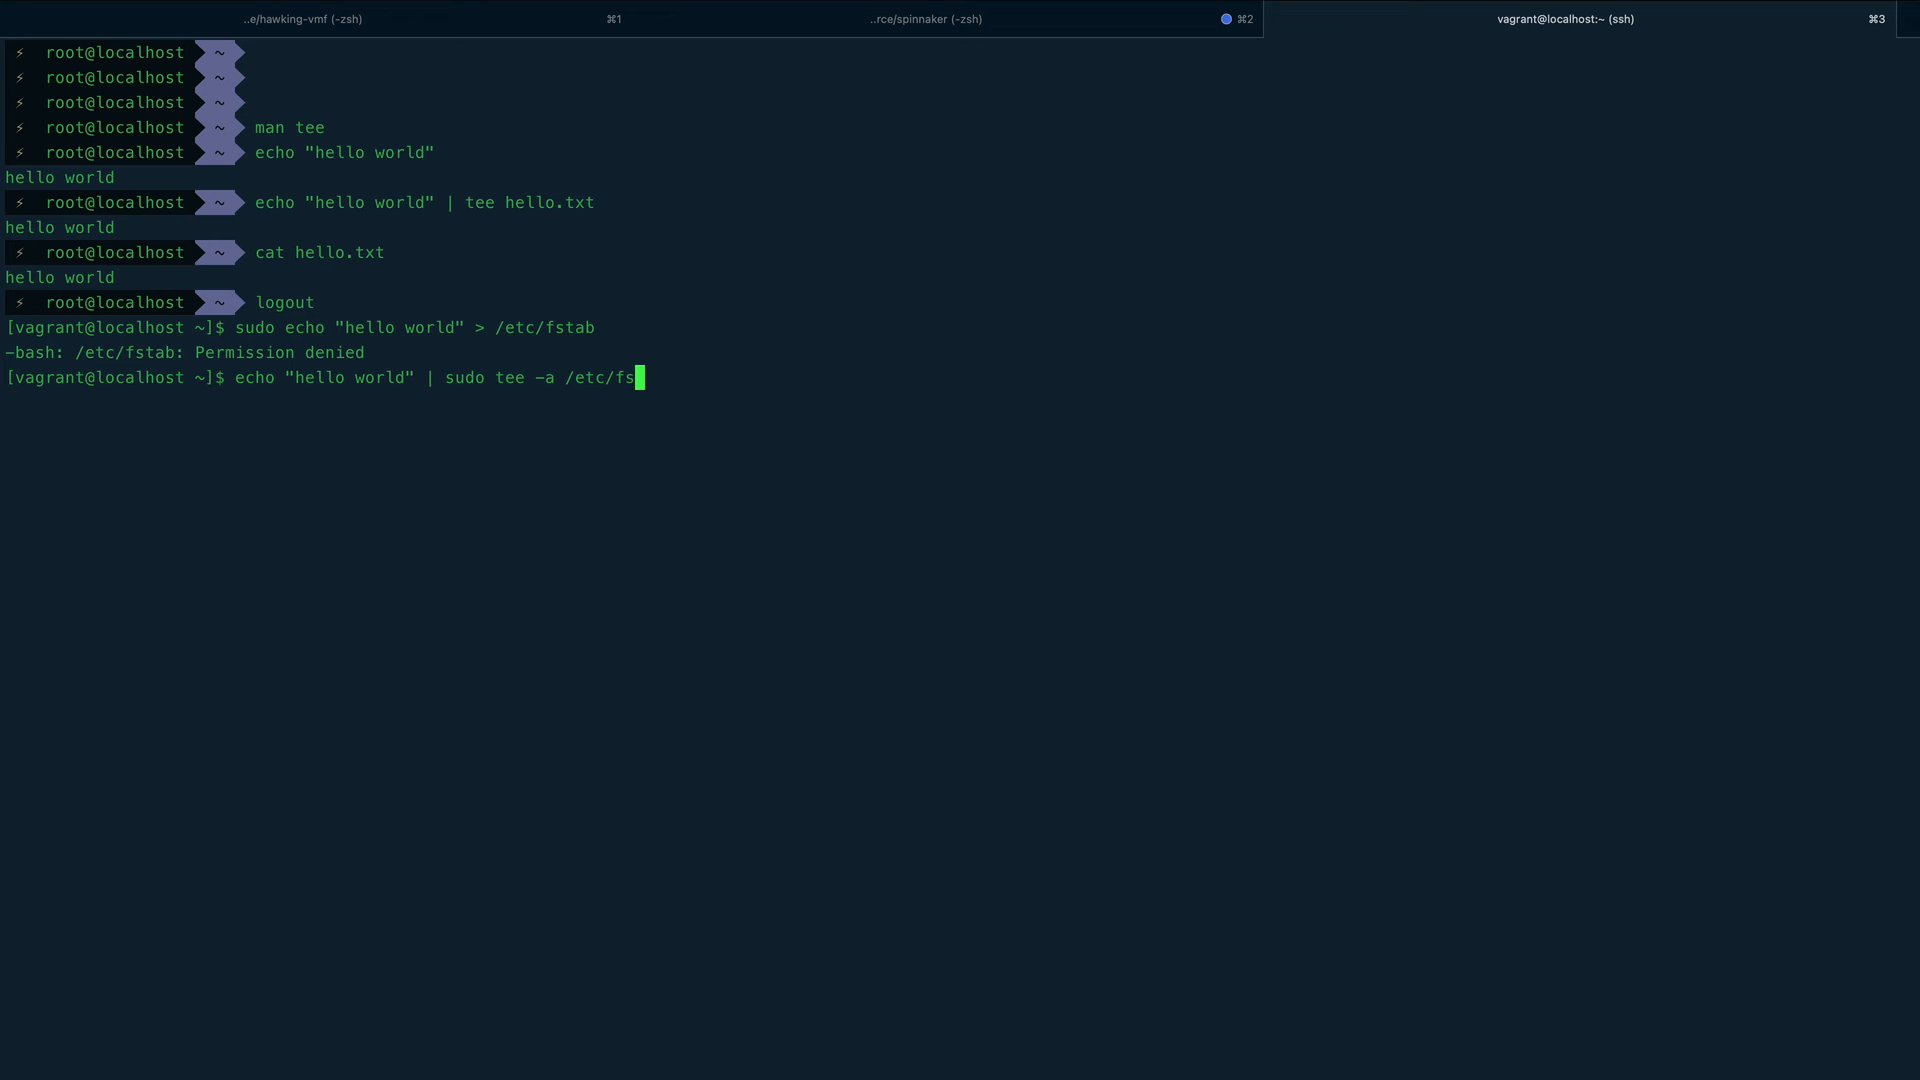 ..e/hawking-vmf (-zsh) ⌘1 ..rce/spinnaker (-zsh) ⌘2 vagrant@localhost:~ (ssh) ⌘3
⚡ root@localhost ~
⚡ root@localhost ~
⚡ root@localhost ~
⚡ root@localhost ~ man tee
⚡ root@localhost ~ echo "hello world"
hello world
⚡ root@localhost ~ echo "hello world" | tee hello.txt
hello world
⚡ root@localhost ~ cat hello.txt
hello world
⚡ root@localhost ~ logout
[vagrant@localhost ~]$ sudo echo "hello world" > /etc/fstab
-bash: /etc/fstab: Permission denied
[vagrant@localhost ~]$ echo "hello world" | sudo tee -a /etc/fs